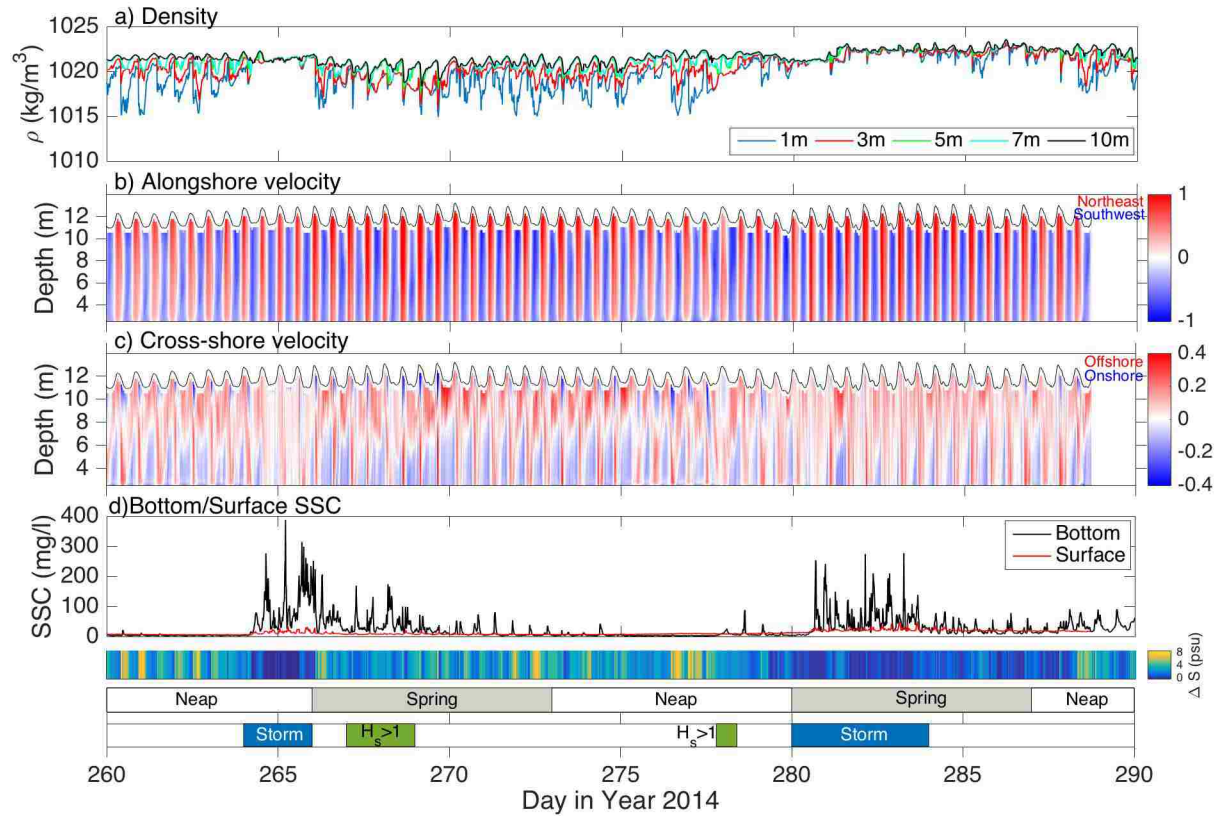 a) Density
ρ (kg/m³)
1025
1020
1015
1010
1m 3m 5m 7m 10m
b) Alongshore velocity
Depth (m)
12
10
8
6
4
Northeast
Southwest
1
0
-1
c) Cross-shore velocity
Depth (m)
12
10
8
6
4
Offshore
Onshore
0.4
0.2
0
-0.2
-0.4
d)Bottom/Surface SSC
SSC (mg/l)
400
300
200
100
0
Bottom
Surface
8
4
0
Δ S (psu)
Neap Spring Neap Spring Neap
Storm Hₛ>1 Hₛ>1 Storm
260 265 270 275 280 285 290
Day in Year 2014